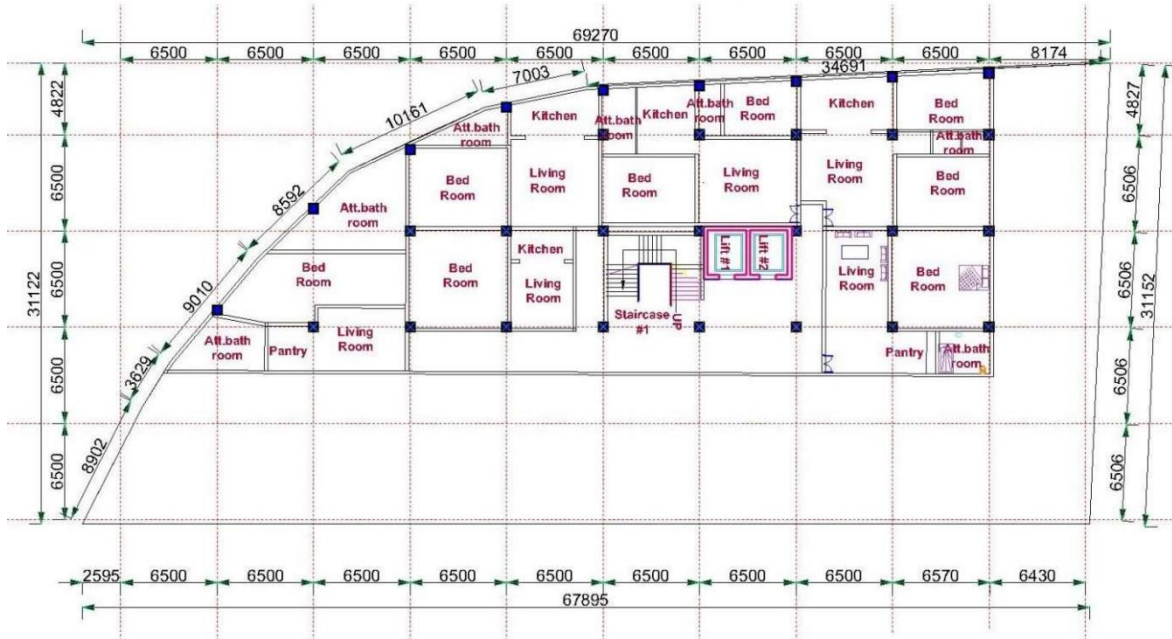 69270
6500 6500 6500 6500 6500 6500 6500 6500 6500 8174
7003 34691
4822 10161 4827
Kitchen Att.bath room Bed Room Kitchen Bed Room
Att.bath room Att.bath room Kitchen Att.bath room
6500 8592 6506
Living Room Living Room Living Room
Bed Room Bed Room Bed Room
Att.bath room
31122 31152
6500 9010 6506
Kitchen Lift #1 Lift #2
Bed Room Bed Room Living Room Bed Room
Living Room
Staircase #1 UP
6500 3629 6506
Att.bath room Pantry Living Room Pantry Att.bath room
6500 8902 6506
2595 6500 6500 6500 6500 6500 6500 6500 6500 6570 6430
67895